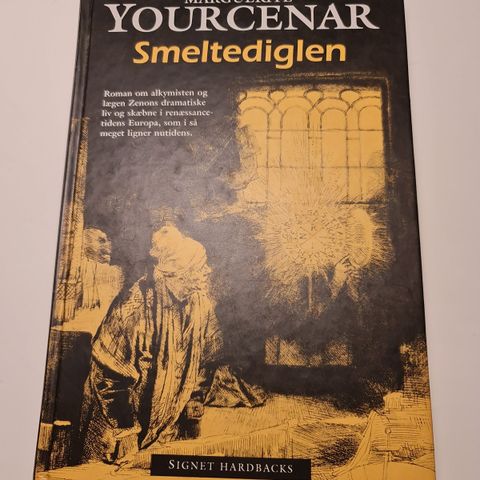 MARGUERITE
YOURCENAR
Smeltediglen
Roman om alkymisten og
lægen Zenons dramatiske
liv og skæbne i renæssance-
tidens Europa, som i så
meget ligner nutidens.
SIGNET HARDBACKS